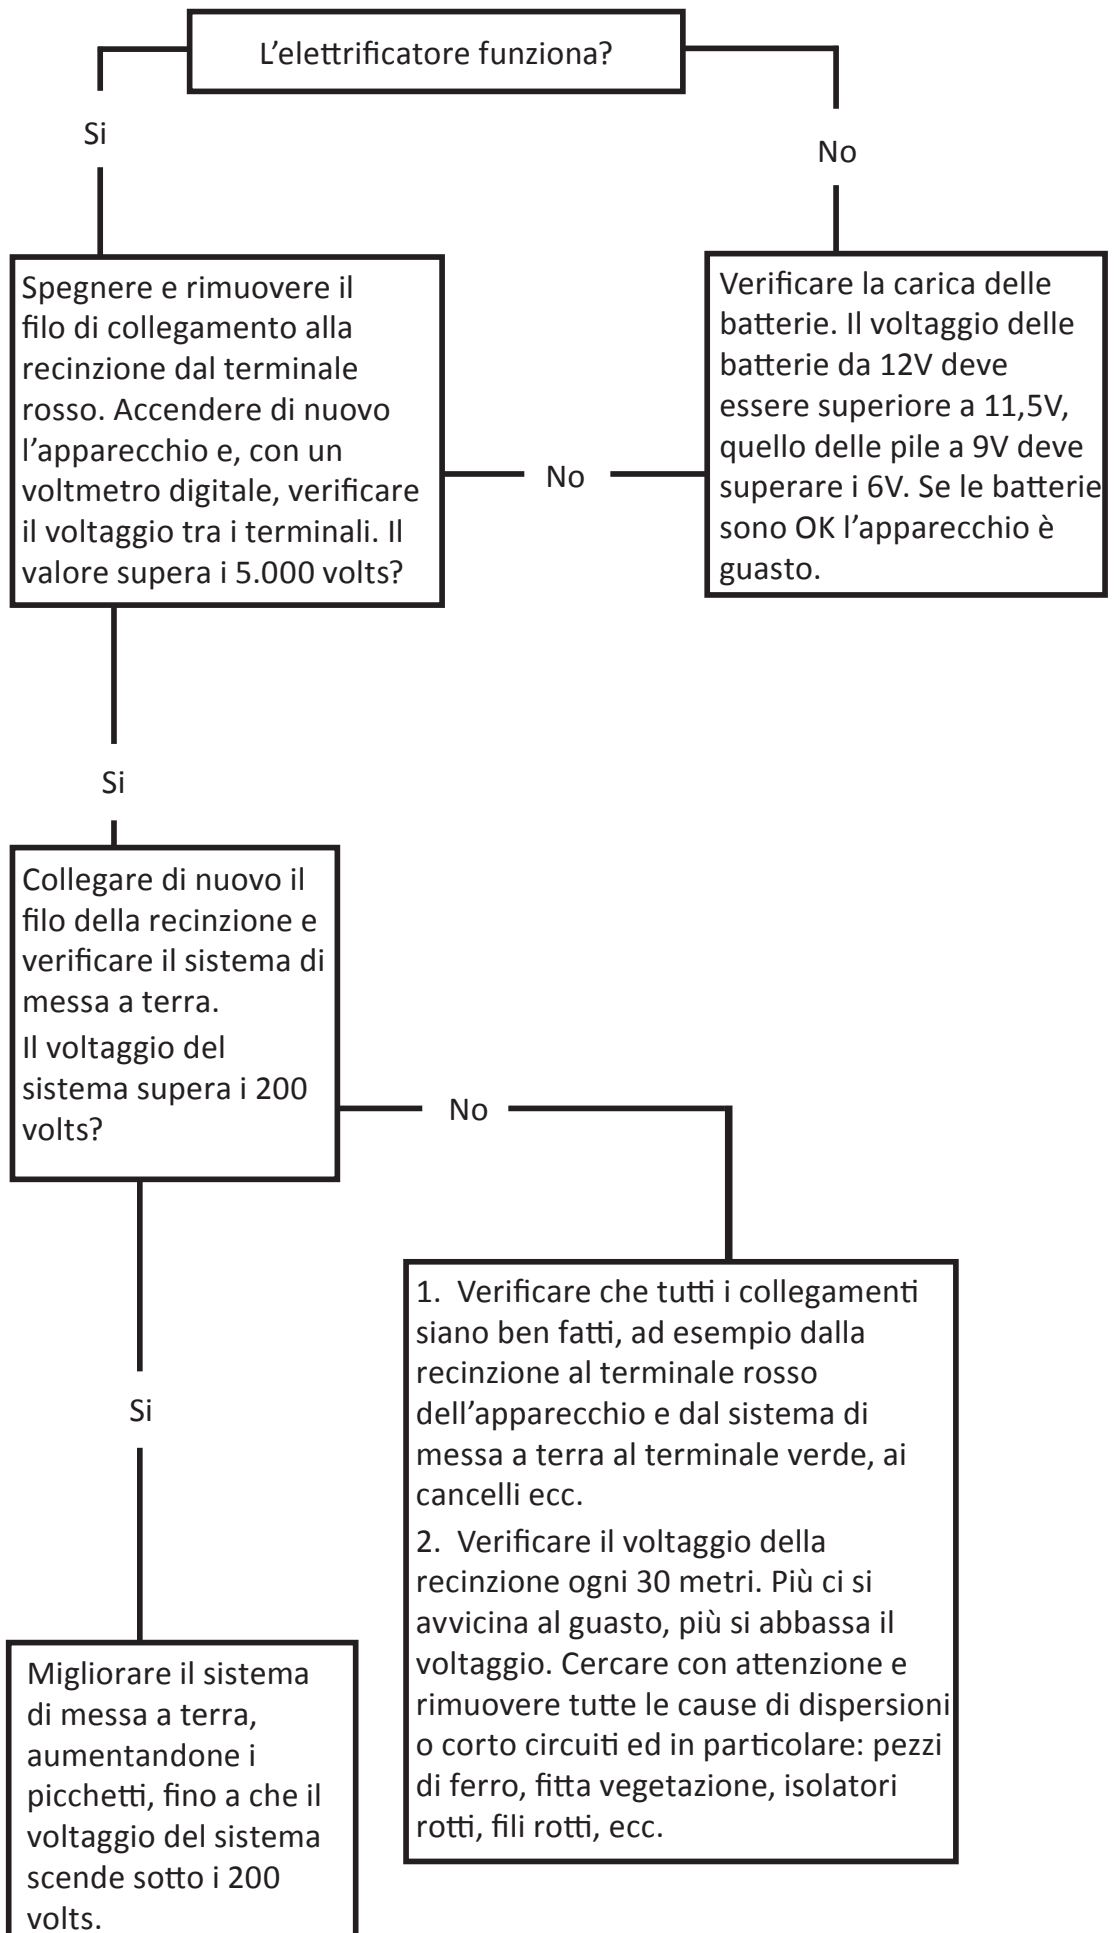 L'elettrificatore funziona?
Si
No
Spegnere e rimuovere il
filo di collegamento alla
recinzione dal terminale
rosso. Accendere di nuovo
l'apparecchio e, con un
voltmetro digitale, verificare
il voltaggio tra i terminali. Il
valore supera i 5.000 volts?
No
Verificare la carica delle
batterie. Il voltaggio delle
batterie da 12V deve
essere superiore a 11,5V,
quello delle pile a 9V deve
superare i 6V. Se le batterie
sono OK l'apparecchio è
guasto.
Si
Collegare di nuovo il
filo della recinzione e
verificare il sistema di
messa a terra.
Il voltaggio del
sistema supera i 200
volts?
No
Si
1. Verificare che tutti i collegamenti
siano ben fatti, ad esempio dalla
recinzione al terminale rosso
dell'apparecchio e dal sistema di
messa a terra al terminale verde, ai
cancelli ecc.
2. Verificare il voltaggio della
recinzione ogni 30 metri. Più ci si
avvicina al guasto, più si abbassa il
voltaggio. Cercare con attenzione e
rimuovere tutte le cause di dispersioni
o corto circuiti ed in particolare: pezzi
di ferro, fitta vegetazione, isolatori
rotti, fili rotti, ecc.
Migliorare il sistema
di messa a terra,
aumentandone i
picchetti, fino a che il
voltaggio del sistema
scende sotto i 200
volts.